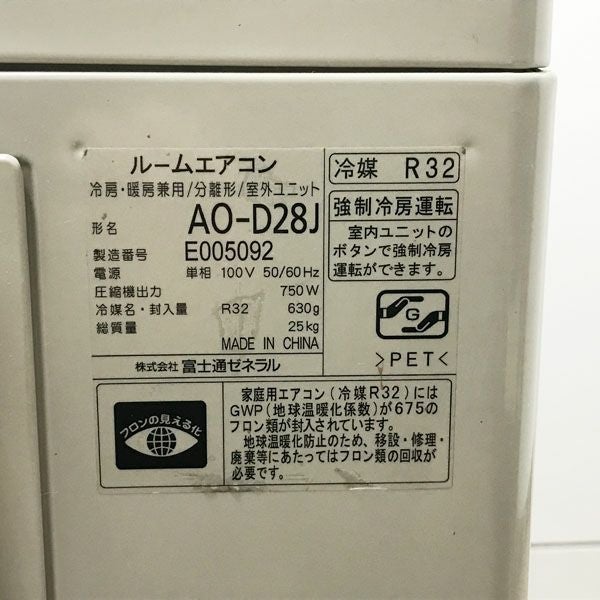 ルームエアコン
冷房・暖房兼用/分離形/室外ユニット
形名 AO-D28J
製造番号 E005092
電源 単相 100V 50/60Hz
圧縮機出力 750W
冷媒名・封入量 R32 630g
総質量 25kg
MADE IN CHINA
株式会社 富士通ゼネラル
冷媒 R32
強制冷房運転
室内ユニットの
ボタンで強制冷房
運転ができます。
G
>PET<
フロンの見える化
家庭用エアコン(冷媒R32)には
GWP(地球温暖化係数)が675の
フロン類が封入されています。
地球温暖化防止のため、移設・修理・
廃棄等にあたってはフロン類の回収が
必要です。